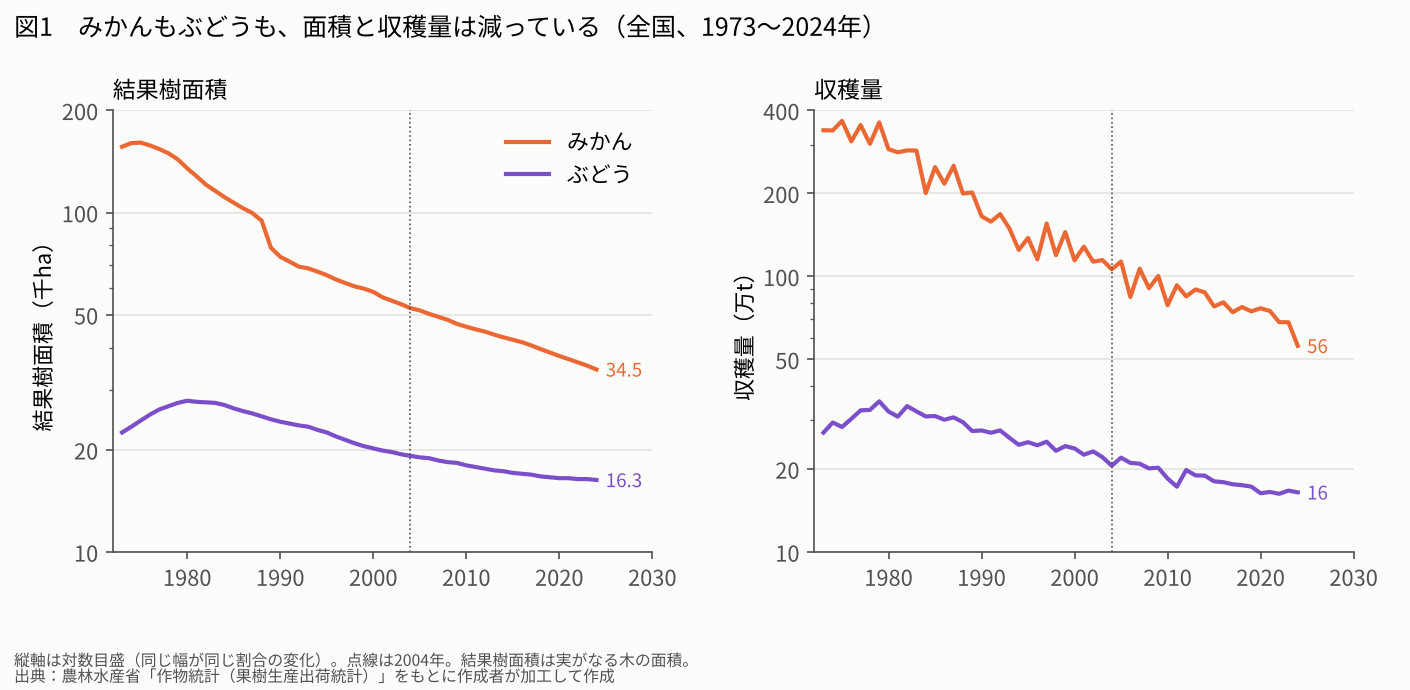 図1　みかんもぶどうも、面積と収穫量は減っている（全国、1973〜2024年）
結果樹面積
200
100
50
20
10
結果樹面積（千ha）
みかん
ぶどう
34.5
16.3
1980 1990 2000 2010 2020 2030
収穫量
400
200
100
50
20
10
収穫量（万t）
56
16
1980 1990 2000 2010 2020 2030
縦軸は対数目盛（同じ幅が同じ割合の変化）。点線は2004年。結果樹面積は実がなる木の面積。
出典：農林水産省「作物統計（果樹生産出荷統計）」をもとに作成者が加工して作成